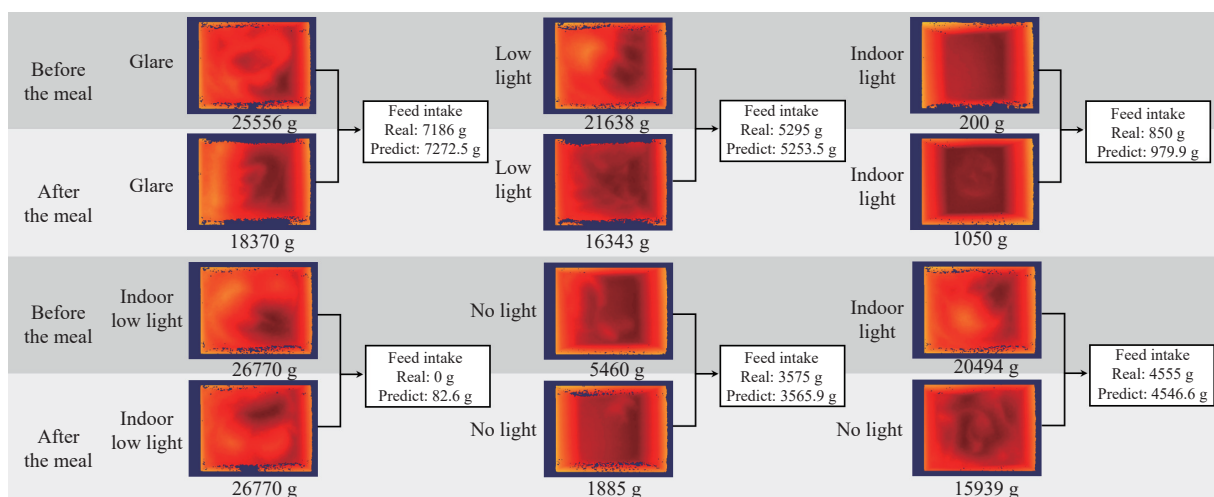 Before
the meal
Glare
25556 g
Low
light
21638 g
Indoor
light
200 g
Feed intake
Real: 7186 g
Predict: 7272.5 g
Feed intake
Real: 5295 g
Predict: 5253.5 g
Feed intake
Real: 850 g
Predict: 979.9 g
After
the meal
Glare
18370 g
Low
light
16343 g
Indoor
light
1050 g
Before
the meal
Indoor
low light
26770 g
No light
5460 g
Indoor
light
20494 g
Feed intake
Real: 0 g
Predict: 82.6 g
Feed intake
Real: 3575 g
Predict: 3565.9 g
Feed intake
Real: 4555 g
Predict: 4546.6 g
After
the meal
Indoor
low light
26770 g
No light
1885 g
No light
15939 g